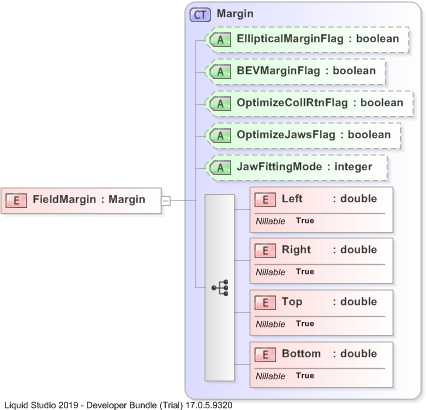 CT Margin
A EllipticalMarginFlag : boolean
A BEVMarginFlag : boolean
A OptimizeCollRtnFlag : boolean
A OptimizeJawsFlag : boolean
A JawFittingMode : integer
E FieldMargin : Margin
E Left : double
Nillable True
E Right : double
Nillable True
E Top : double
Nillable True
E Bottom : double
Nillable True
Liquid Studio 2019 - Developer Bundle (Trial) 17.0.5.9320